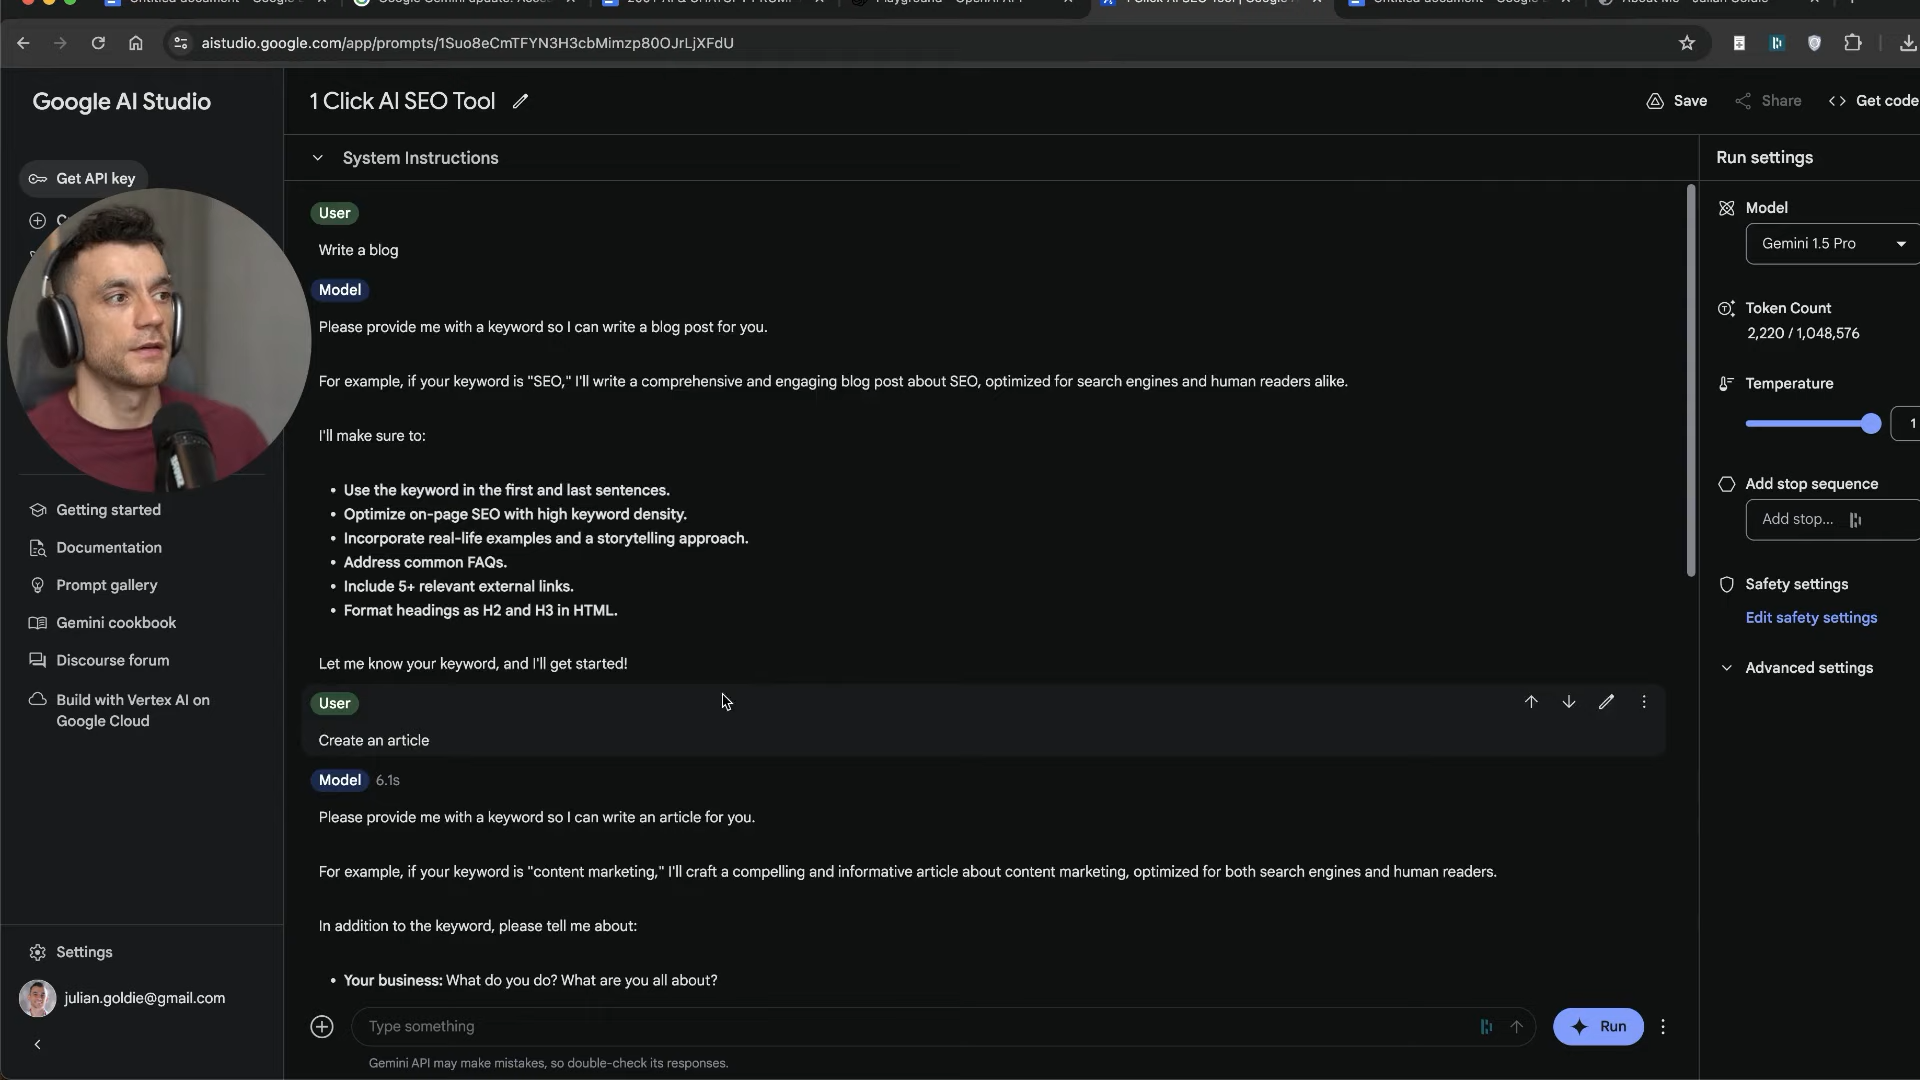 aistudio.google.com/app/prompts/1Suo8eCmTFYN3H3cbMimzp80OJrLjXFdU
Google AI Studio
1 Click AI SEO Tool
Save
Share
Get code
System Instructions
Run settings
Get API key
User
Write a blog
Model
Please provide me with a keyword so I can write a blog post for you.
For example, if your keyword is "SEO," I'll write a comprehensive and engaging blog post about SEO, optimized for search engines and human readers alike.
I'll make sure to:
• Use the keyword in the first and last sentences.
• Optimize on-page SEO with high keyword density.
• Incorporate real-life examples and a storytelling approach.
• Address common FAQs.
• Include 5+ relevant external links.
• Format headings as H2 and H3 in HTML.
Let me know your keyword, and I'll get started!
User
Create an article
Model 6.1s
Please provide me with a keyword so I can write an article for you.
For example, if your keyword is "content marketing," I'll craft a compelling and informative article about content marketing, optimized for both search engines and human readers.
In addition to the keyword, please tell me about:
• Your business: What do you do? What are you all about?
Type something
Run
Gemini API may make mistakes, so double-check its responses.
Model
Gemini 1.5 Pro
Token Count
2,220 / 1,048,576
Temperature
1
Add stop sequence
Add stop...
Safety settings
Edit safety settings
Advanced settings
Getting started
Documentation
Prompt gallery
Gemini cookbook
Discourse forum
Build with Vertex AI on
Google Cloud
Settings
julian.goldie@gmail.com